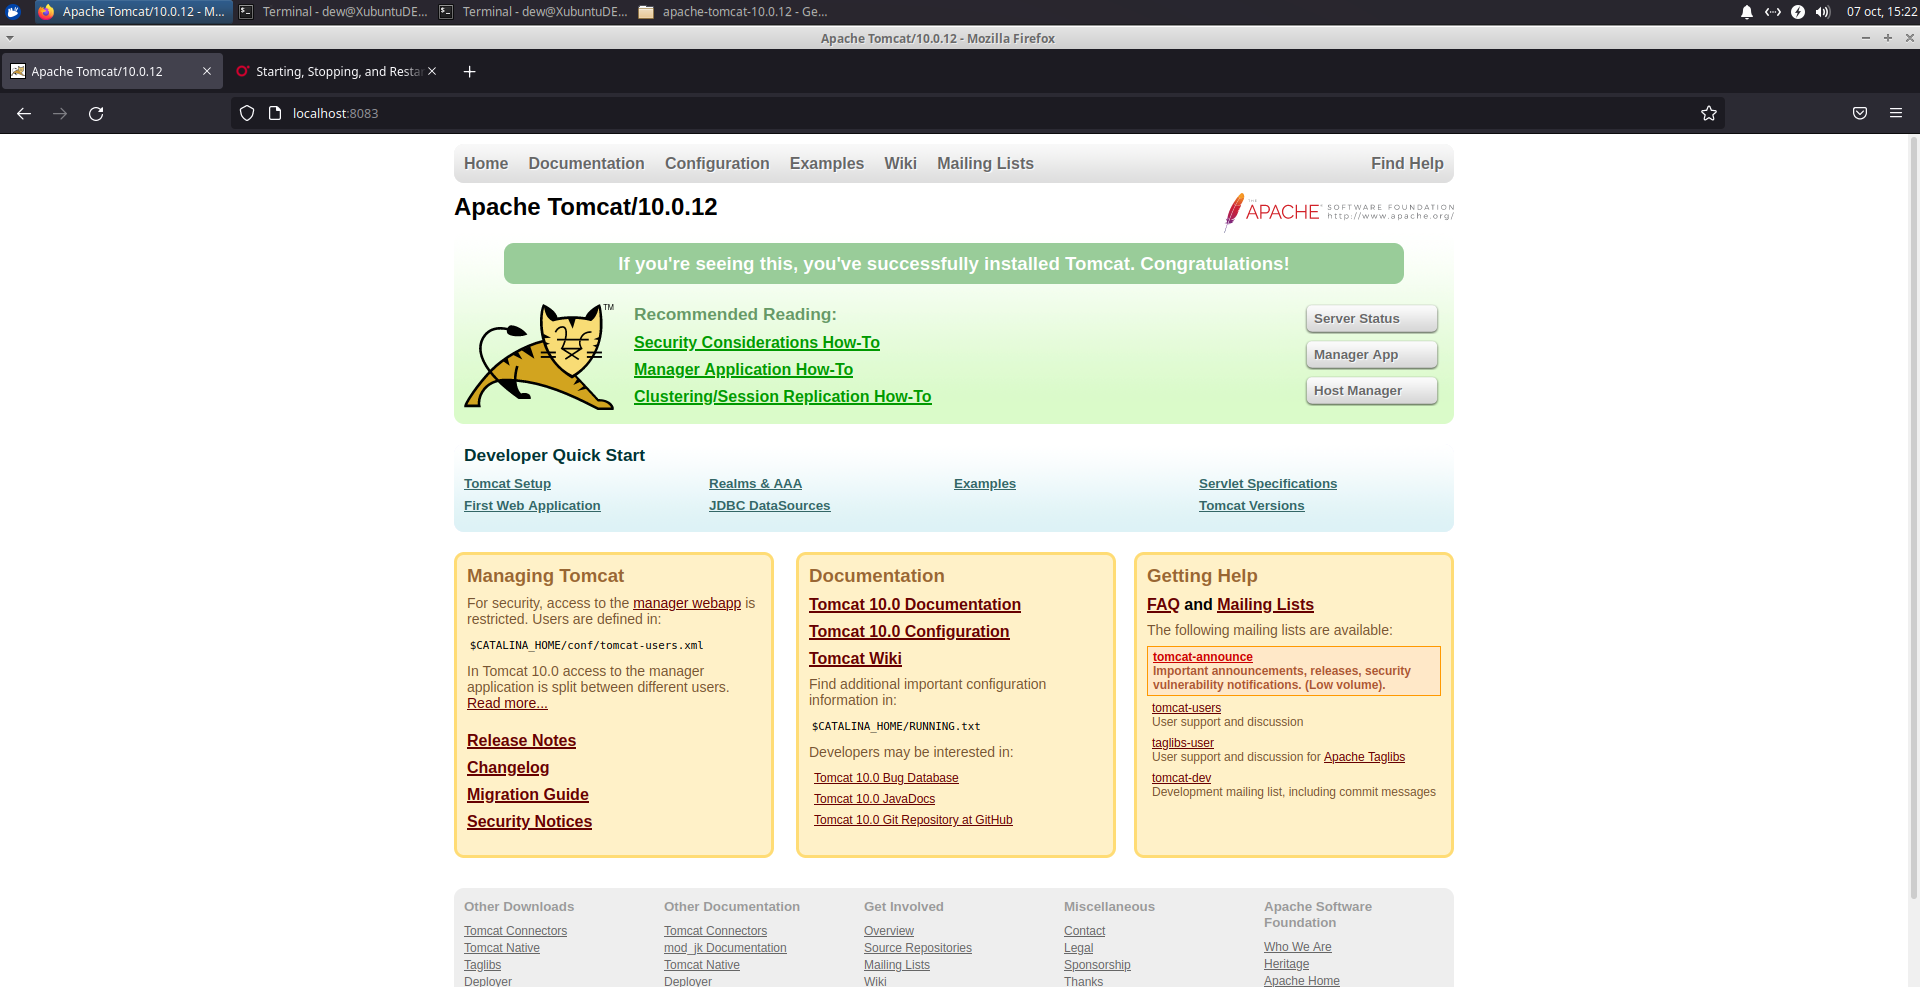 Apache Tomcat/10.0.12 - M...
Terminal - dew@XubuntuDE...
Terminal - dew@XubuntuDE...
apache-tomcat-10.0.12 - Ge...
07 oct, 15:22
Apache Tomcat/10.0.12 - Mozilla Firefox
Apache Tomcat/10.0.12
Starting, Stopping, and Restar
localhost:8083
Home
Documentation
Configuration
Examples
Wiki
Mailing Lists
Find Help
Apache Tomcat/10.0.12
THE
APACHE
SOFTWARE FOUNDATION
http://www.apache.org/
If you're seeing this, you've successfully installed Tomcat. Congratulations!
TM
Recommended Reading:
Security Considerations How-To
Manager Application How-To
Clustering/Session Replication How-To
Server Status
Manager App
Host Manager
Developer Quick Start
Tomcat Setup
First Web Application
Realms & AAA
JDBC DataSources
Examples
Servlet Specifications
Tomcat Versions
Managing Tomcat
For security, access to the manager webapp is
restricted. Users are defined in:
$CATALINA_HOME/conf/tomcat-users.xml
In Tomcat 10.0 access to the manager
application is split between different users.
Read more...
Release Notes
Changelog
Migration Guide
Security Notices
Documentation
Tomcat 10.0 Documentation
Tomcat 10.0 Configuration
Tomcat Wiki
Find additional important configuration
information in:
$CATALINA_HOME/RUNNING.txt
Developers may be interested in:
Tomcat 10.0 Bug Database
Tomcat 10.0 JavaDocs
Tomcat 10.0 Git Repository at GitHub
Getting Help
FAQ and Mailing Lists
The following mailing lists are available:
tomcat-announce
Important announcements, releases, security
vulnerability notifications. (Low volume).
tomcat-users
User support and discussion
taglibs-user
User support and discussion for Apache Taglibs
tomcat-dev
Development mailing list, including commit messages
Other Downloads
Tomcat Connectors
Tomcat Native
Taglibs
Deployer
Other Documentation
Tomcat Connectors
mod_jk Documentation
Tomcat Native
Deployer
Get Involved
Overview
Source Repositories
Mailing Lists
Wiki
Miscellaneous
Contact
Legal
Sponsorship
Thanks
Apache Software
Foundation
Who We Are
Heritage
Apache Home